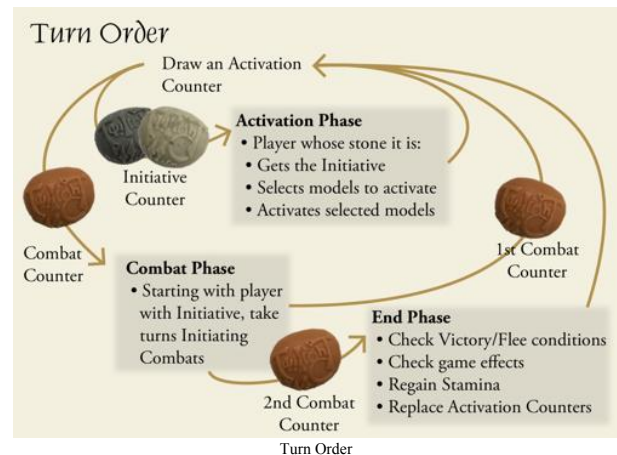 Turn Order
Draw an Activation
Counter
Initiative
Counter
Activation Phase
• Player whose stone it is:
• Gets the Initiative
• Selects models to activate
• Activates selected models
Combat
Counter
1st Combat
Counter
Combat Phase
• Starting with player
with Initiative, take
turns Initiating
Combats
2nd Combat
Counter
End Phase
• Check Victory/Flee conditions
• Check game effects
• Regain Stamina
• Replace Activation Counters
Turn Order